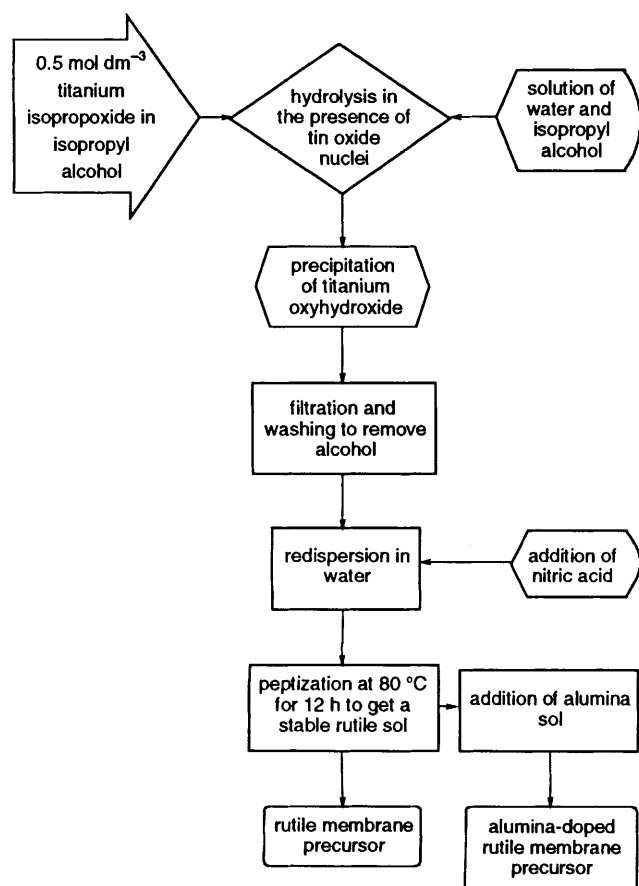 0.5 mol dm⁻³
titanium
isopropoxide in
isopropyl
alcohol
hydrolysis in
the presence of
tin oxide
nuclei
solution of
water and
isopropyl
alcohol
precipitation
of titanium
oxyhydroxide
filtration and
washing to remove
alcohol
redispersion in
water
addition of
nitric acid
peptization at 80 °C
for 12 h to get a
stable rutile sol
addition of alumina
sol
rutile membrane
precursor
alumina-doped
rutile membrane
precursor